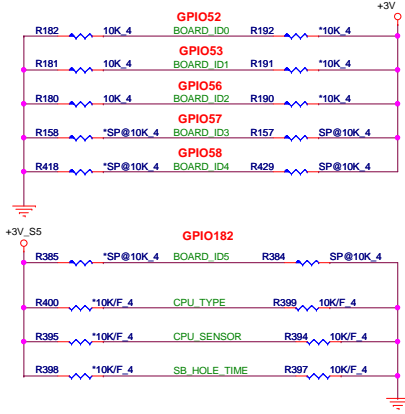 +3V
GPIO52
R182 10K_4 BOARD_ID0 R192 *10K_4
GPIO53
R181 10K_4 BOARD_ID1 R191 *10K_4
GPIO56
R180 10K_4 BOARD_ID2 R190 *10K_4
GPIO57
R158 *SP@10K_4 BOARD_ID3 R157 SP@10K_4
GPIO58
R418 *SP@10K_4 BOARD_ID4 R429 SP@10K_4
+3V_S5
GPIO182
R385 *SP@10K_4 BOARD_ID5 R384 SP@10K_4
R400 *10K/F_4 CPU_TYPE R399 10K/F_4
R395 *10K/F_4 CPU_SENSOR R394 10K/F_4
R398 *10K/F_4 SB_HOLE_TIME R397 10K/F_4